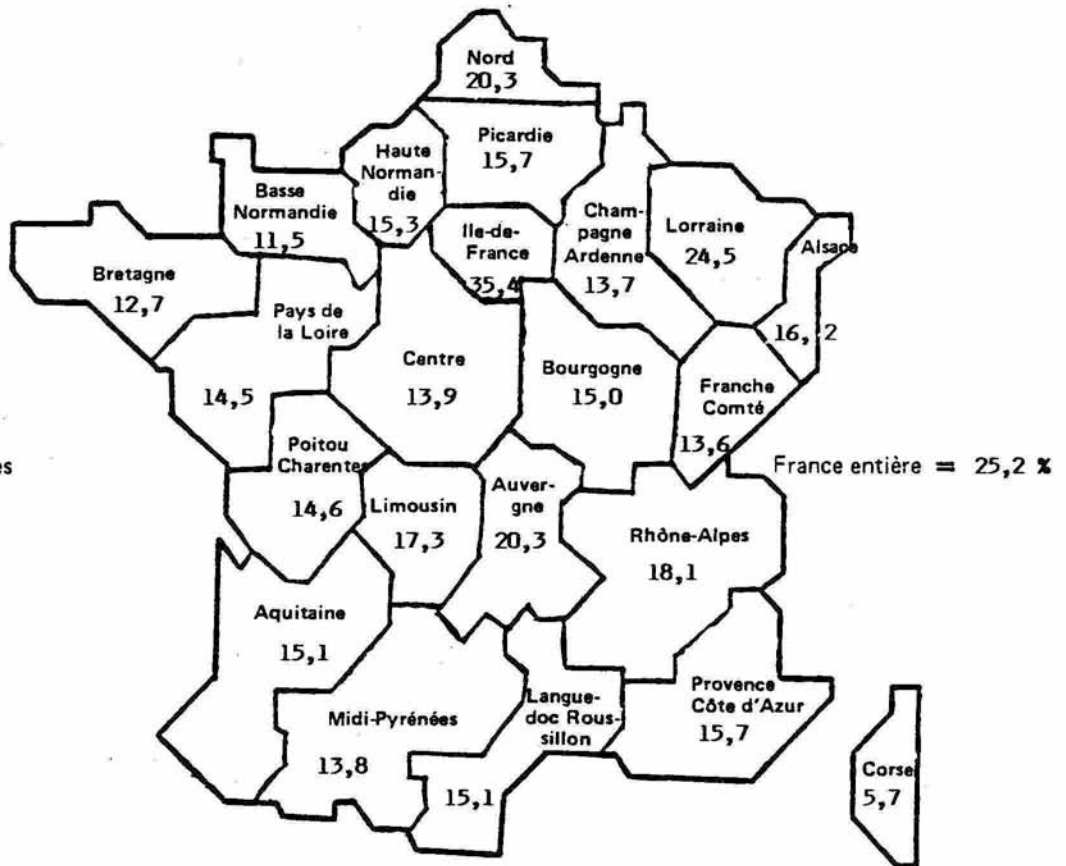 Nord
20,3
Picardie
15,7
Haute
Norman-
die
15,3
Basse
Normandie
11,5
Ile-de-
France
35,4
Cham-
pagne
Ardenne
13,7
Lorraine
24,5
Alsace
16,2
Bretagne
12,7
Pays de
la Loire
14,5
Centre
13,9
Bourgogne
15,0
Franche
Comté
13,6
Poitou
Charentes
14,6
Limousin
17,3
Auver-
gne
20,3
es
France entière = 25,2 %
Rhône-Alpes
18,1
Aquitaine
15,1
Midi-Pyrénées
13,8
Langue-
doc Rous-
sillon
15,1
Provence
Côte d'Azur
15,7
Corse
5,7